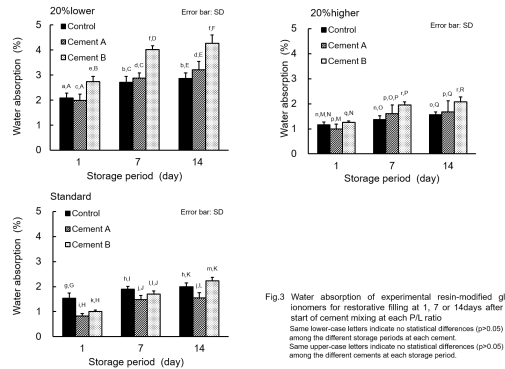 20%lower
Error bar: SD
Control
Cement A
Cement B
Water absorption (%)
5
4
3
2
1
0
a,A
c,A
e,B
b,C
d,C
f,D
b,E
d,E
f,F
1
7
14
Storage period (day)
20%higher
Error bar: SD
Control
Cement A
Cement B
Water absorption (%)
5
4
3
2
1
0
n,M,N
p,M
q,N
n,O
p,O,P
r,P
o,Q
p,Q
r,R
1
7
14
Storage period (day)
Standard
Error bar: SD
Control
Cement A
Cement B
Water absorption (%)
5
4
3
2
1
0
g,G
i,H
k,H
h,I
j,J
l,I,J
h,K
j,L
m,K
1
7
14
Storage period (day)
Fig.3 Water absorption of experimental resin-modified gl
ionomers for restorative filling at 1, 7 or 14days after
start of cement mixing at each P/L ratio
Same lower-case letters indicate no statistical differences (p>0.05)
among the different storage periods at each cement.
Same upper-case letters indicate no statistical differences (p>0.05)
among the different cements at each storage period.